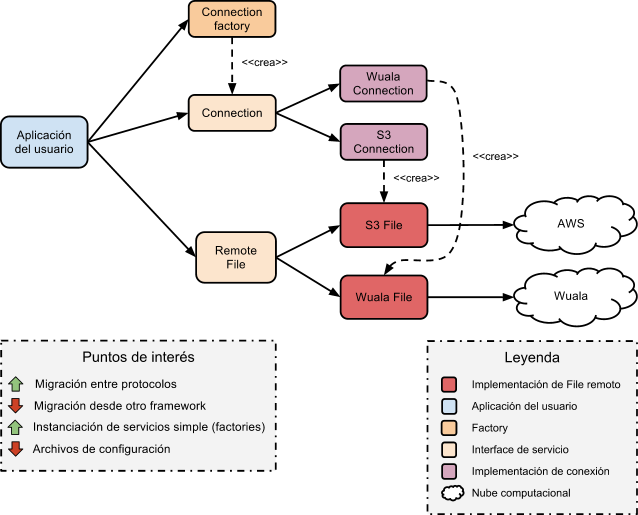 Connection
factory
<<crea>>
Wuala
Connection
Connection
Aplicación
del usuario
S3
Connection
<<crea>>
<<crea>>
S3 File
AWS
Remote
File
Wuala File
Wuala
Puntos de interés
Migración entre protocolos
Migración desde otro framework
Instanciación de servicios simple (factories)
Archivos de configuración
Leyenda
Implementación de File remoto
Aplicación del usuario
Factory
Interface de servicio
Implementación de conexión
Nube computacional